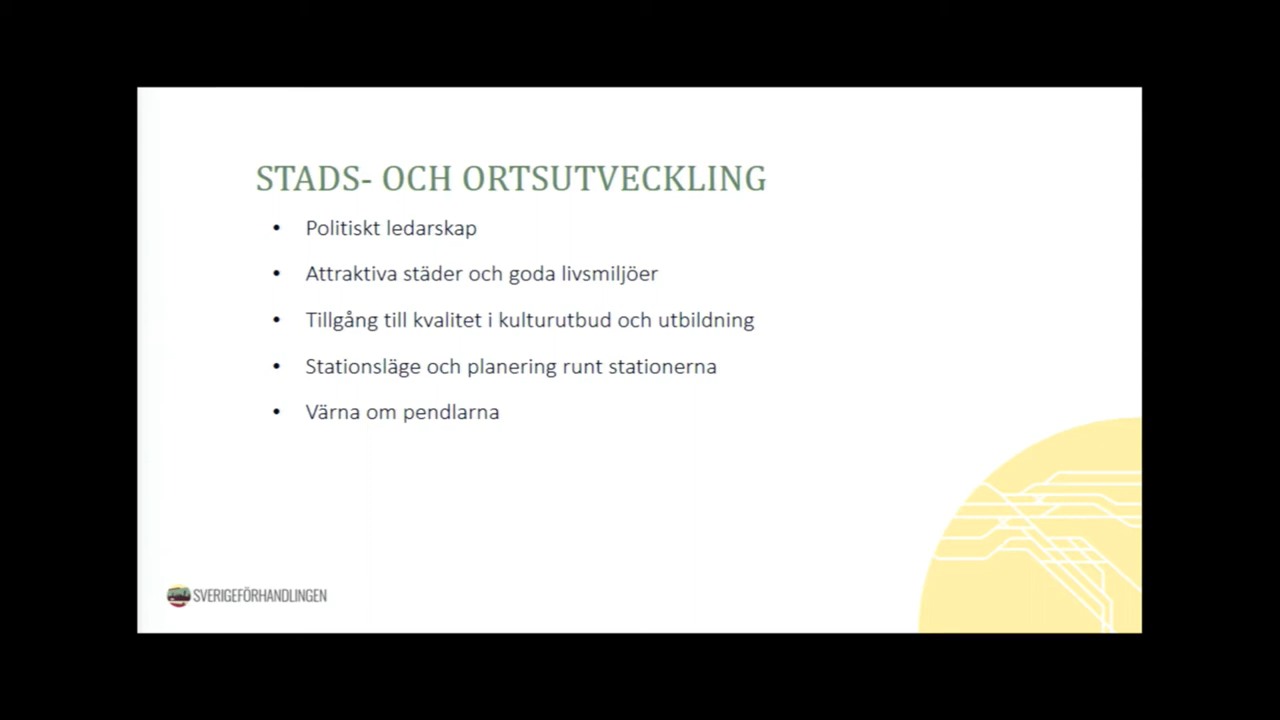 STADS- OCH ORTSUTVECKLING
• Politiskt ledarskap
• Attraktiva städer och goda livsmiljöer
• Tillgång till kvalitet i kulturutbud och utbildning
• Stationsläge och planering runt stationerna
• Värna om pendlarna
SVERIGEFÖRHANDLINGEN